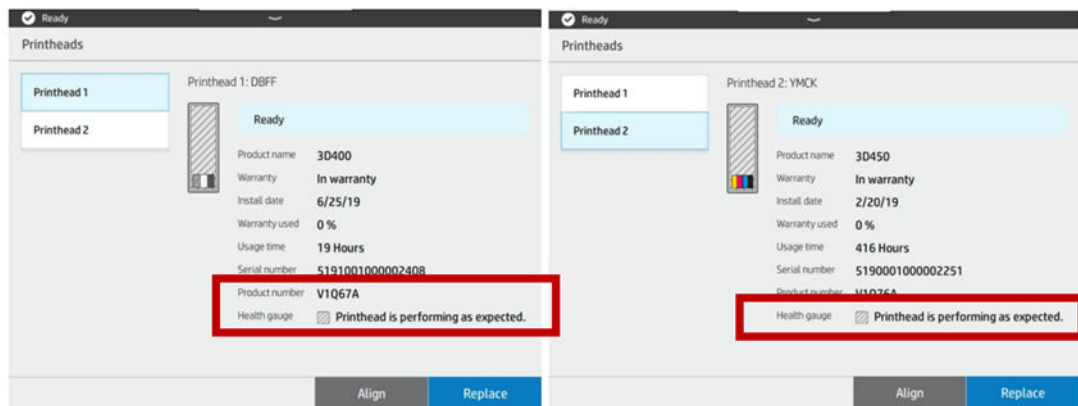 Ready
Printheads
Printhead 1
Printhead 2
Printhead 1: DBFF
Ready
Product name 3D400
Warranty In warranty
Install date 6/25/19
Warranty used 0 %
Usage time 19 Hours
Serial number 5191001000002408
Product number V1Q67A
Health gauge Printhead is performing as expected.
Align Replace
Ready
Printheads
Printhead 1
Printhead 2
Printhead 2: YMCK
Ready
Product name 3D450
Warranty In warranty
Install date 2/20/19
Warranty used 0 %
Usage time 416 Hours
Serial number 5190001000002251
Product number
Health gauge Printhead is performing as expected.
Align Replace